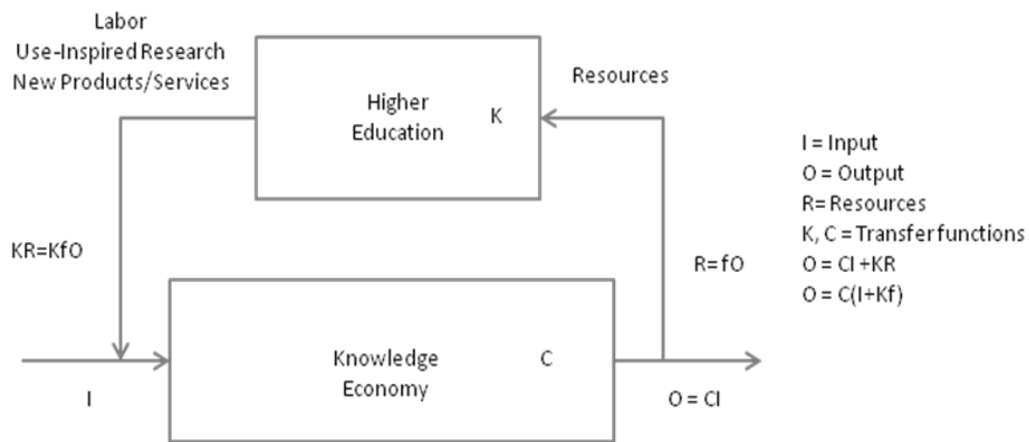 Labor
Use-Inspired Research
New Products/Services
Higher
Education
K
Resources
I = Input
O = Output
R= Resources
K, C = Transfer functions
O = CI +KR
O = C(I+Kf)
KR=KfO
R=fO
Knowledge
Economy
C
I
O = CI